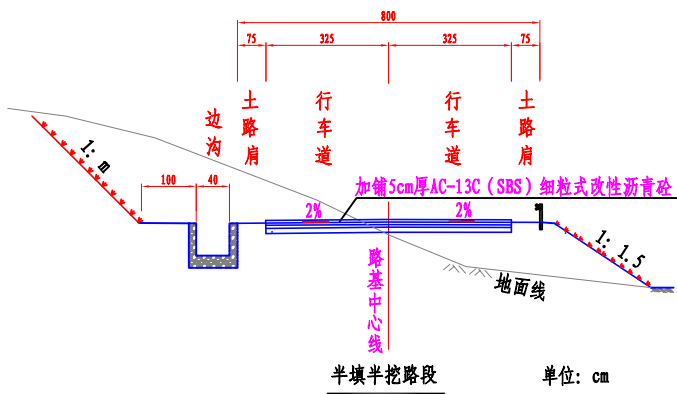 800
75
325
325
75
边沟
土路肩
行车道
行车道
土路肩
1: m
100
40
加铺5cm厚AC-13C（SBS）细粒式改性沥青砼
2%
2%
1: 1.5
路基中心线
地面线
半填半挖路段
单位: cm